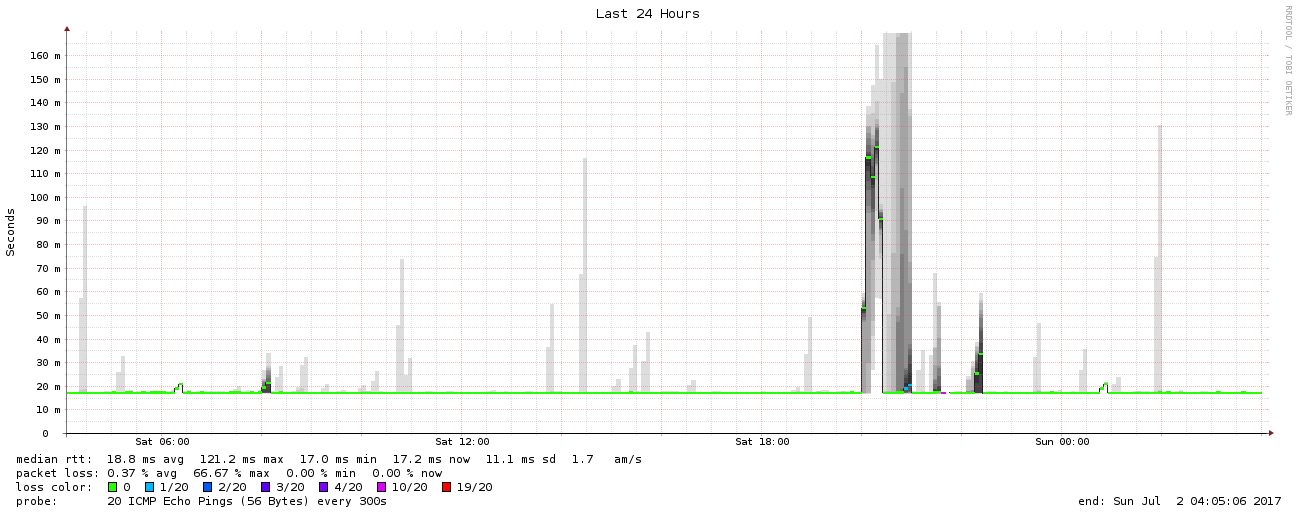 Last 24 Hours
RRDTOOL / TOBI OETIKER
Seconds
160 m
150 m
140 m
130 m
120 m
110 m
100 m
90 m
80 m
70 m
60 m
50 m
40 m
30 m
20 m
10 m
0
Sat 06:00 Sat 12:00 Sat 18:00 Sun 00:00
median rtt: 18.8 ms avg 121.2 ms max 17.0 ms min 17.2 ms now 11.1 ms sd 1.7 am/s
packet loss: 0.37 % avg 66.67 % max 0.00 % min 0.00 % now
loss color: 0 1/20 2/20 3/20 4/20 10/20 19/20
probe: 20 ICMP Echo Pings (56 Bytes) every 300s end: Sun Jul 2 04:05:06 2017